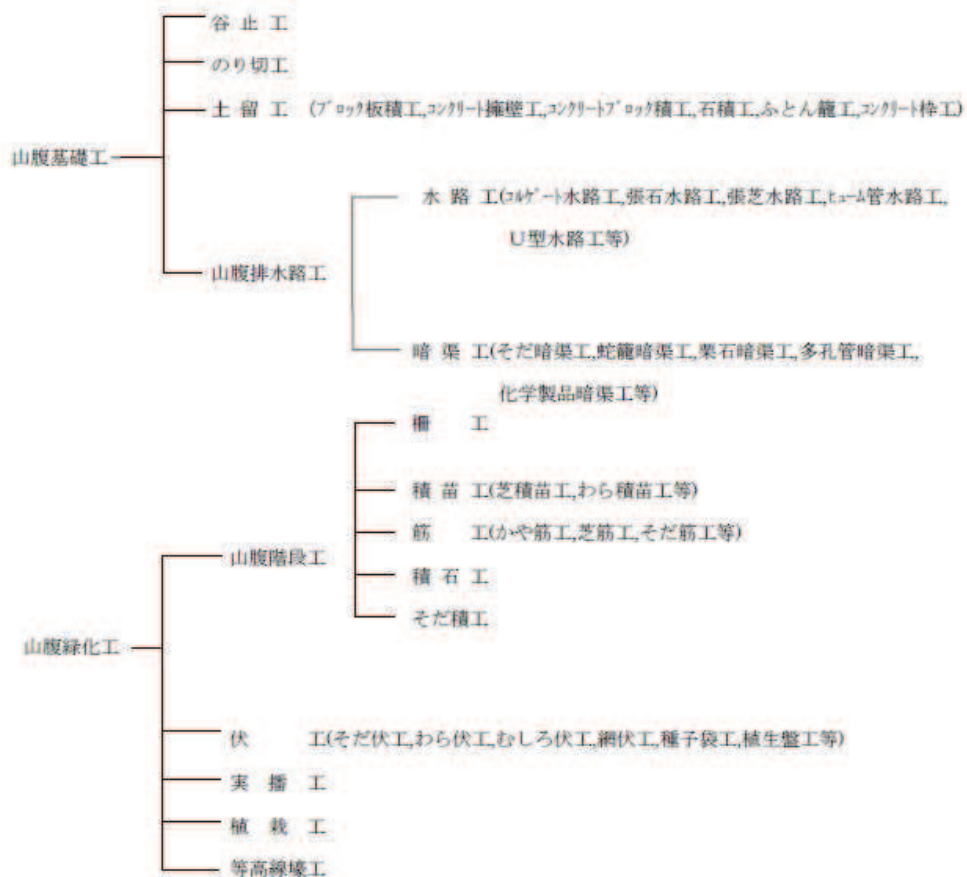 谷止工
のり切工
土留工 (ﾌﾞﾛｯｸ板積工,ｺﾝｸﾘｰﾄ擁壁工,ｺﾝｸﾘｰﾄﾌﾞﾛｯｸ積工,石積工,ふとん籠工,ｺﾝｸﾘｰﾄ枠工)
山腹基礎工
水路工(ｺﾙｹﾞｰﾄ水路工,張石水路工,張芝水路工,ﾋｭｰﾑ管水路工,
U型水路工等)
山腹排水路工
暗渠工(そだ暗渠工,蛇籠暗渠工,栗石暗渠工,多孔管暗渠工,
化学製品暗渠工等)
柵工
積苗工(芝積苗工,わら積苗工等)
筋工(かや筋工,芝筋工,そだ筋工等)
山腹階段工
積石工
そだ積工
山腹緑化工
伏工(そだ伏工,わら伏工,むしろ伏工,網伏工,種子袋工,植生盤工等)
実播工
植栽工
等高線壕工